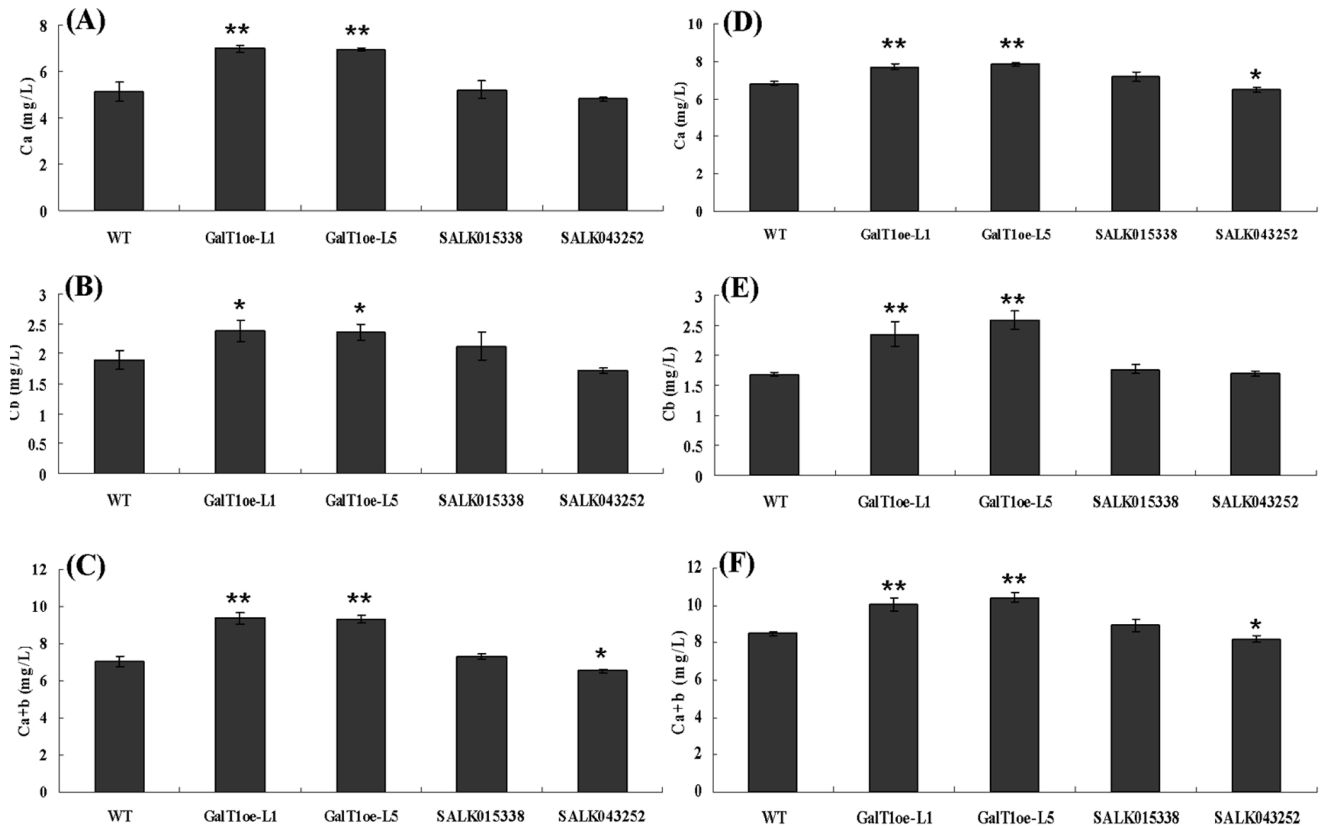 (A)
Ca (mg/L)
8
6
4
2
0
** **
WT GalT1oe-L1 GalT1oe-L5 SALK015338 SALK043252
(B)
Cb (mg/L)
3
2.5
2
1.5
1
0.5
0
* *
WT GalT1oe-L1 GalT1oe-L5 SALK015338 SALK043252
(C)
Ca+b (mg/L)
12
10
8
6
4
2
0
** ** *
WT GalT1oe-L1 GalT1oe-L5 SALK015338 SALK043252
(D)
Ca (mg/L)
10
8
6
4
2
0
** ** *
WT GalT1oe-L1 GalT1oe-L5 SALK015338 SALK043252
(E)
Cb (mg/L)
3
2.5
2
1.5
1
0.5
0
** **
WT GalT1oe-L1 GalT1oe-L5 SALK015338 SALK043252
(F)
Ca+b (mg/L)
12
10
8
6
4
2
0
** ** *
WT GalT1oe-L1 GalT1oe-L5 SALK015338 SALK043252